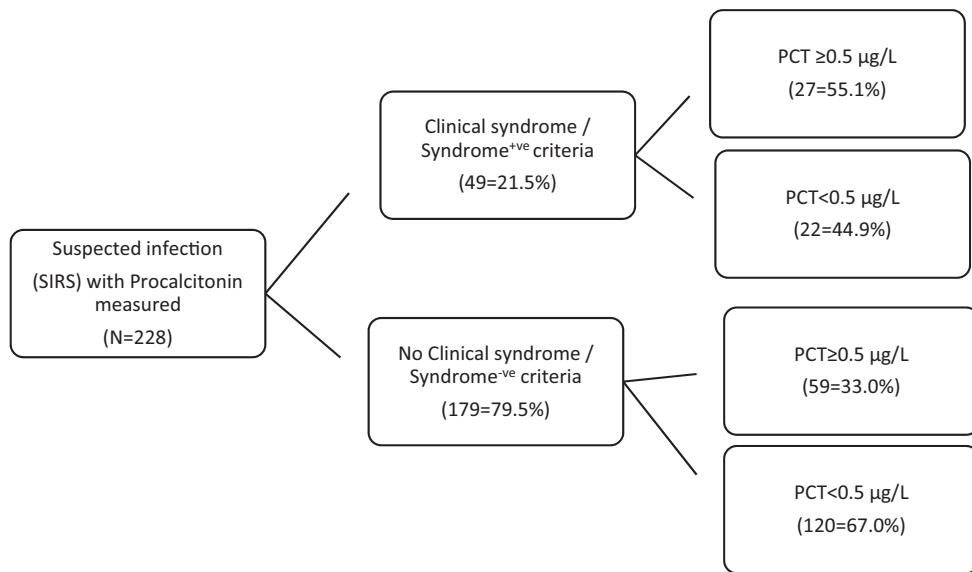 Suspected infection
(SIRS) with Procalcitonin
measured
(N=228)
Clinical syndrome /
Syndrome+ve criteria
(49=21.5%)
PCT ≥0.5 µg/L
(27=55.1%)
PCT<0.5 µg/L
(22=44.9%)
No Clinical syndrome /
Syndrome-ve criteria
(179=79.5%)
PCT≥0.5 µg/L
(59=33.0%)
PCT<0.5 µg/L
(120=67.0%)